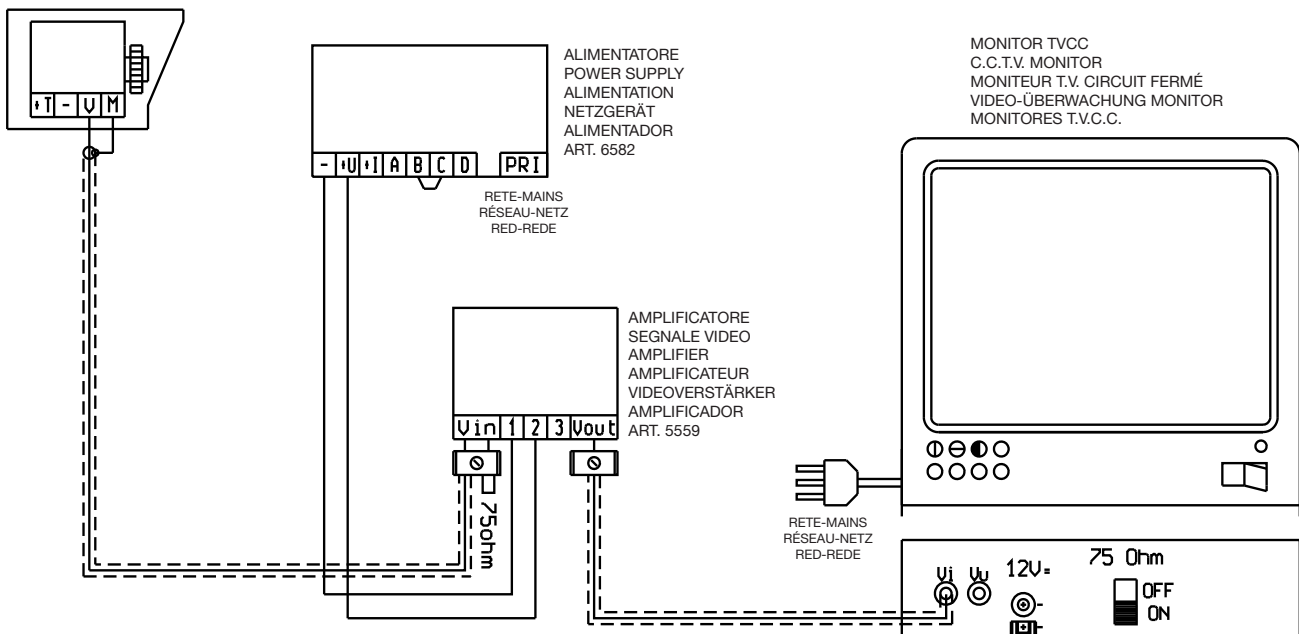 +T - V M
ALIMENTATORE
POWER SUPPLY
ALIMENTATION
NETZGERÄT
ALIMENTADOR
ART. 6582
- +U +I A B C D PRI
RETE-MAINS
RÉSEAU-NETZ
RED-REDE
MONITOR TVCC
C.C.T.V. MONITOR
MONITEUR T.V. CIRCUIT FERMÉ
VIDEO-ÜBERWACHUNG MONITOR
MONITORES T.V.C.C.
AMPLIFICATORE
SEGNALE VIDEO
AMPLIFIER
AMPLIFICATEUR
VIDEOVERSTÄRKER
AMPLIFICADOR
ART. 5559
Vin 1 2 3 Vout
75ohm
RETE-MAINS
RÉSEAU-NETZ
RED-REDE
Vi Vu 12V= 75 Ohm
OFF
ON